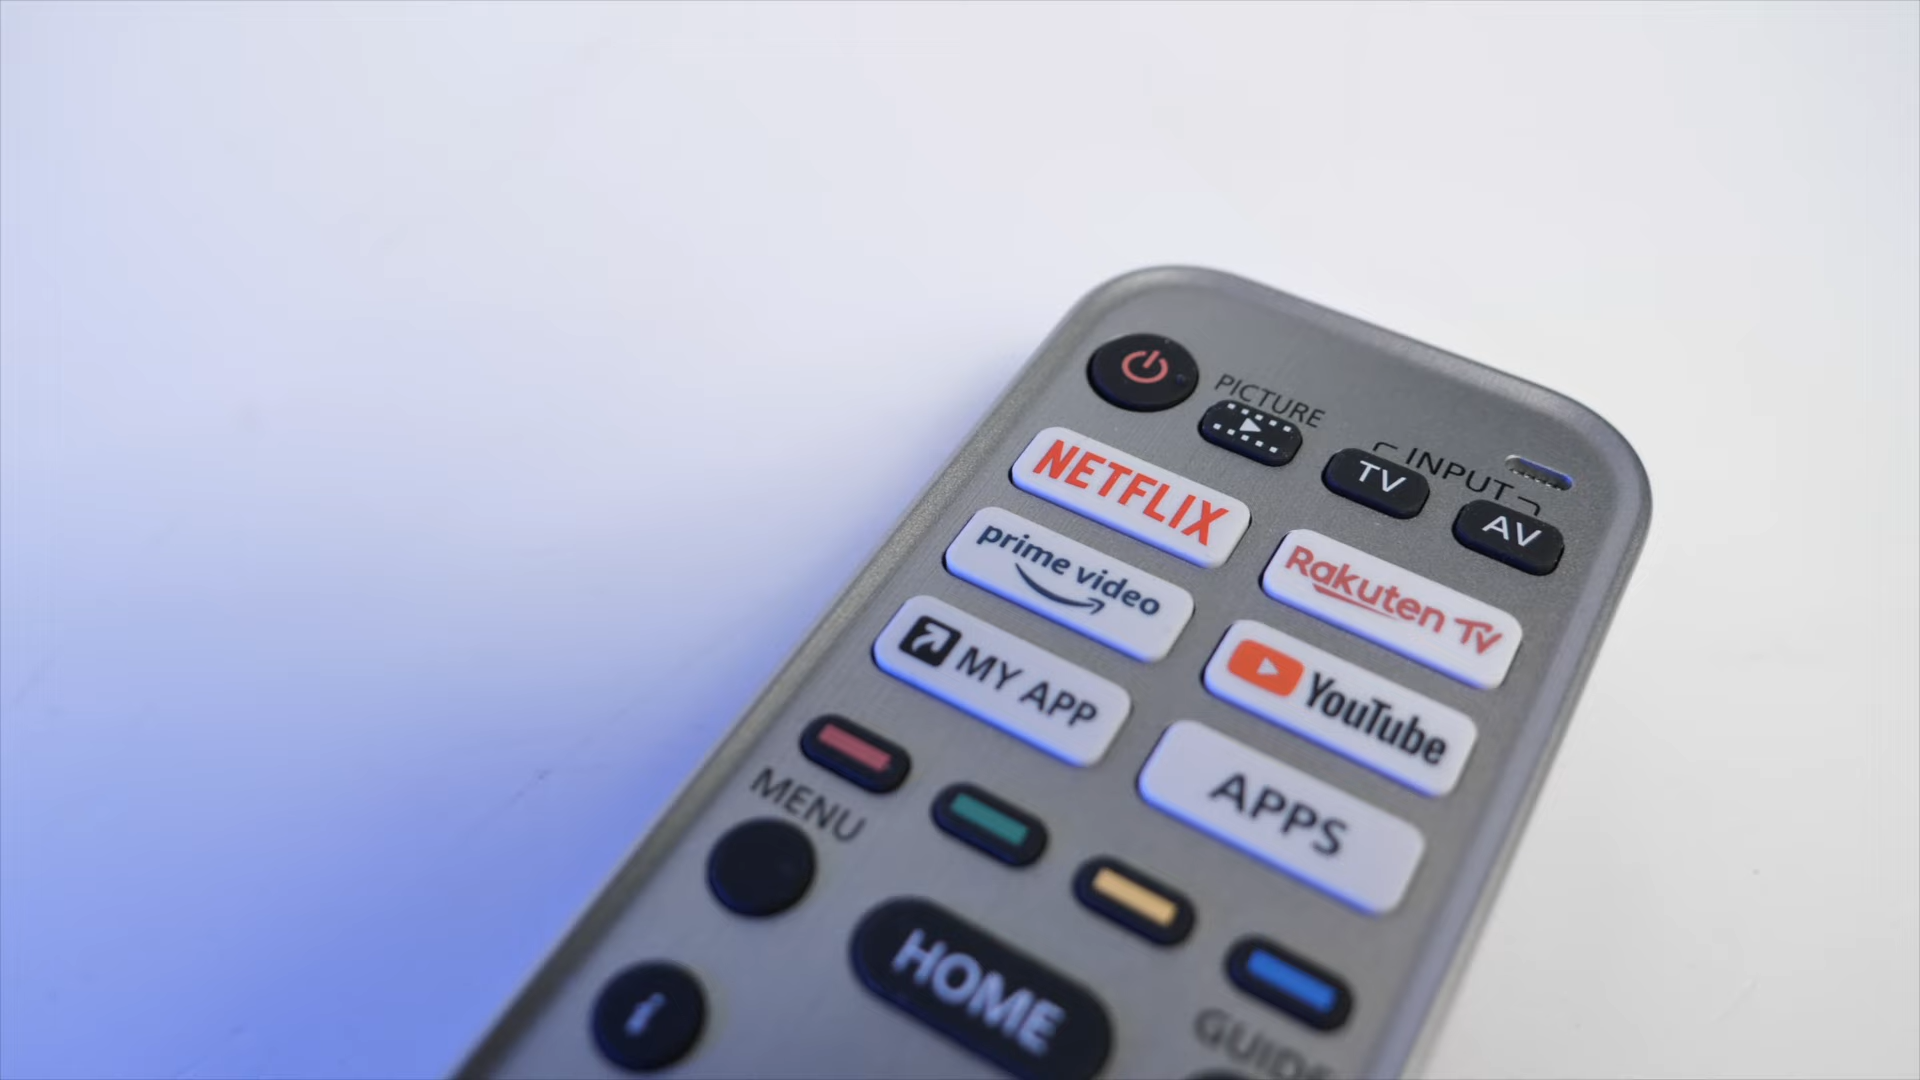 PICTURE
INPUT
TV
AV
NETFLIX
Rakuten TV
prime video
YouTube
MY APP
APPS
MENU
HOME
i
GUIDE